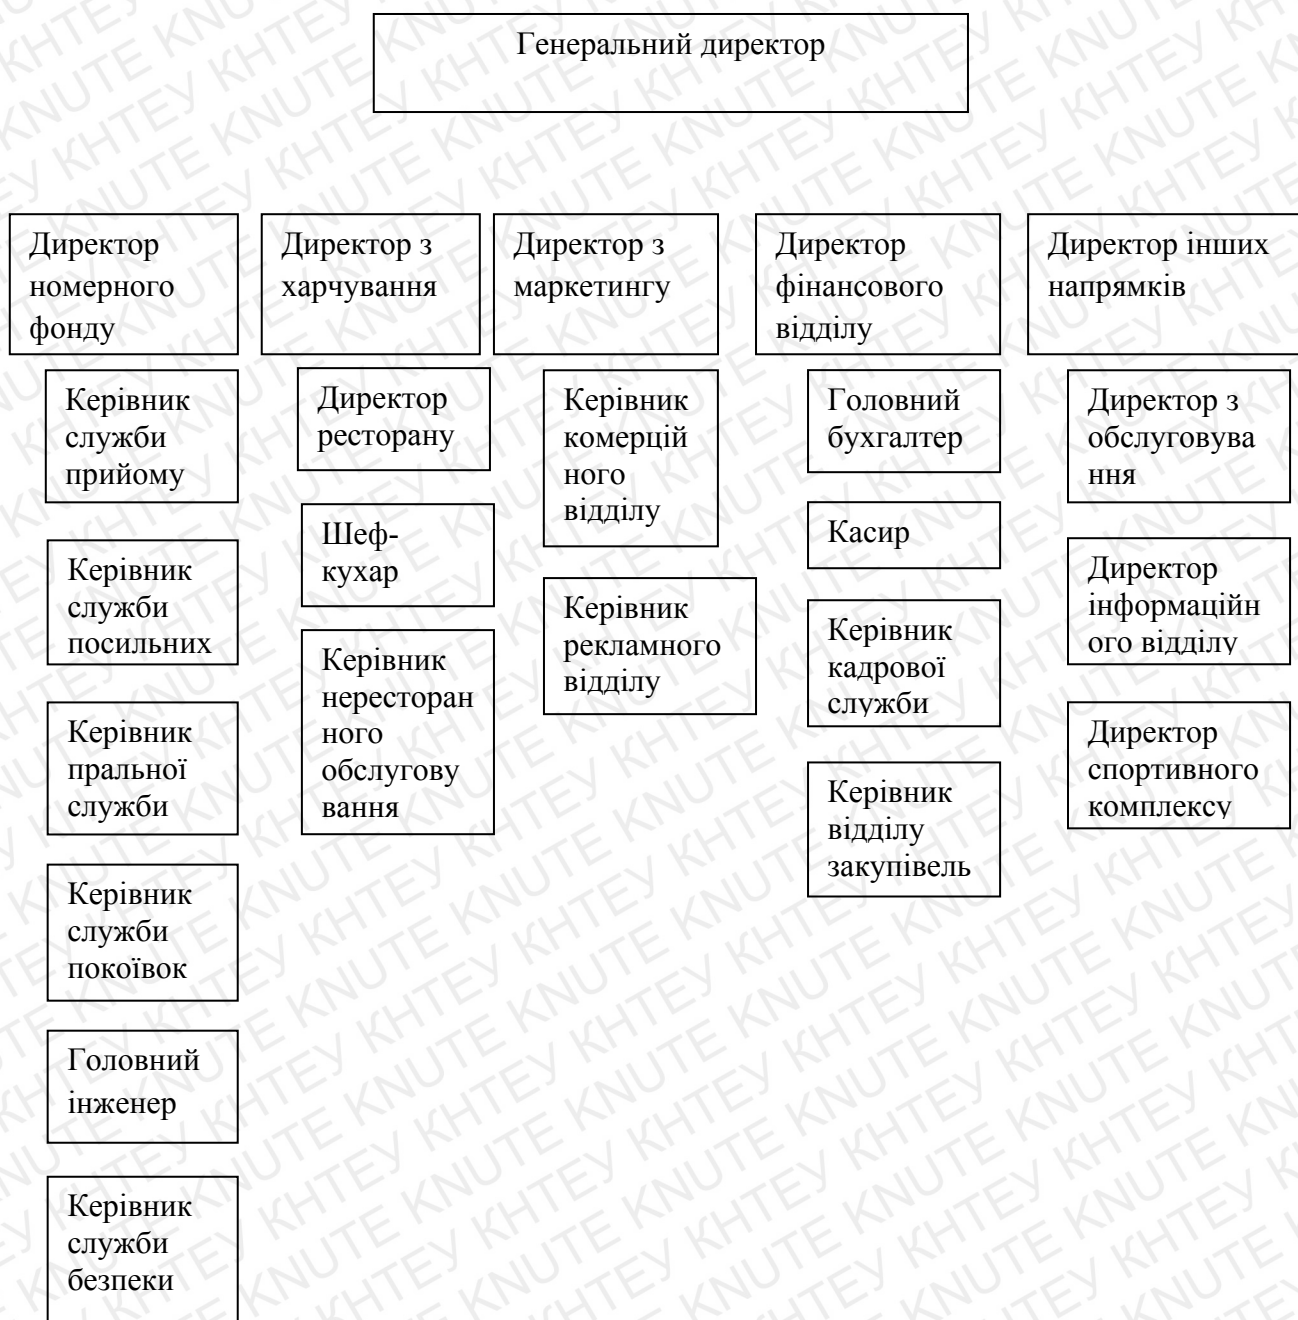 Генеральний директор
Директор
номерного
фонду
Директор з
харчування
Директор з
маркетингу
Директор
фінансового
відділу
Директор інших
напрямків
Керівник
служби
прийому
Керівник
служби
посильних
Керівник
пральної
служби
Керівник
служби
покоївок
Головний
інженер
Керівник
служби
безпеки
Директор
ресторану
Шеф-
кухар
Керівник
нересторан
ного
обслугову
вання
Керівник
комерцій
ного
відділу
Керівник
рекламного
відділу
Головний
бухгалтер
Касир
Керівник
кадрової
служби
Керівник
відділу
закупівель
Директор з
обслуговува
ння
Директор
інформаційн
ого відділу
Директор
спортивного
комплексу